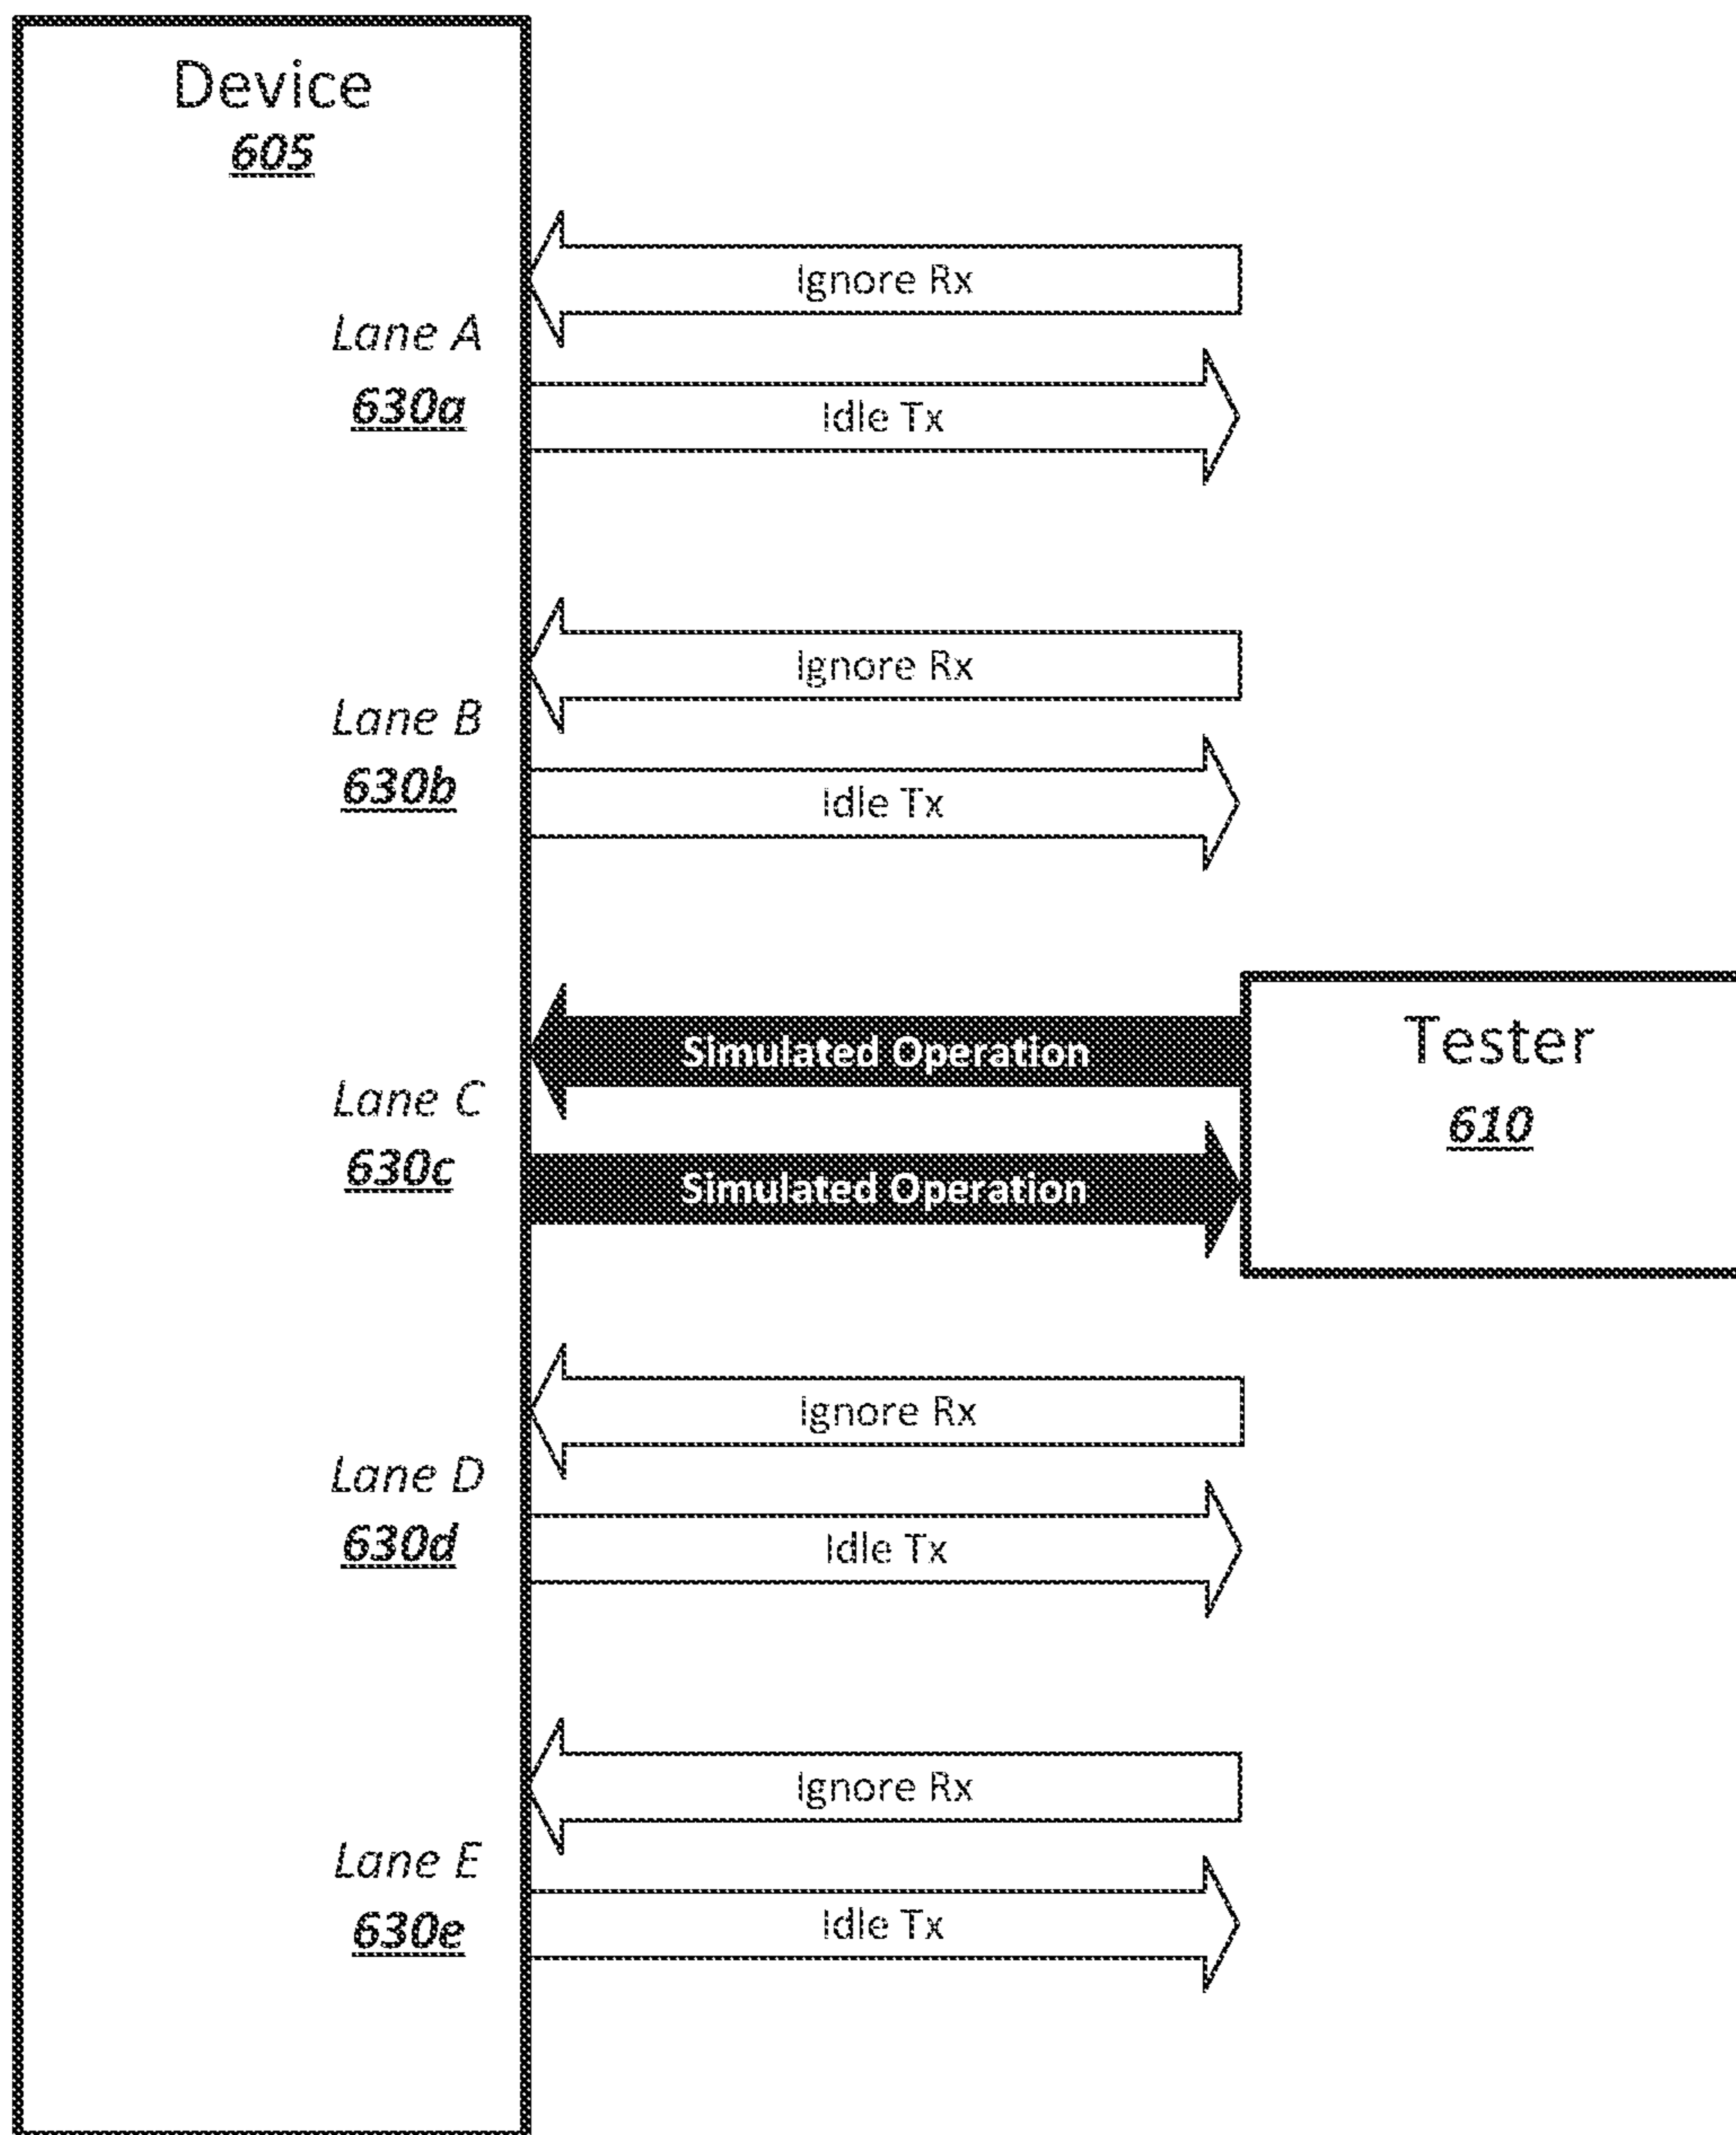 Device
605
Ignore Rx
Lane A
630a
Idle Tx
Ignore Rx
Lane B
630b
Idle Tx
Simulated Operation
Tester
Lane C
610
630c
Simulated Operation
Ignore Rx
Lane D
630d
Idle Tx
Ignore Rx
Lane E
630e
Idle Tx